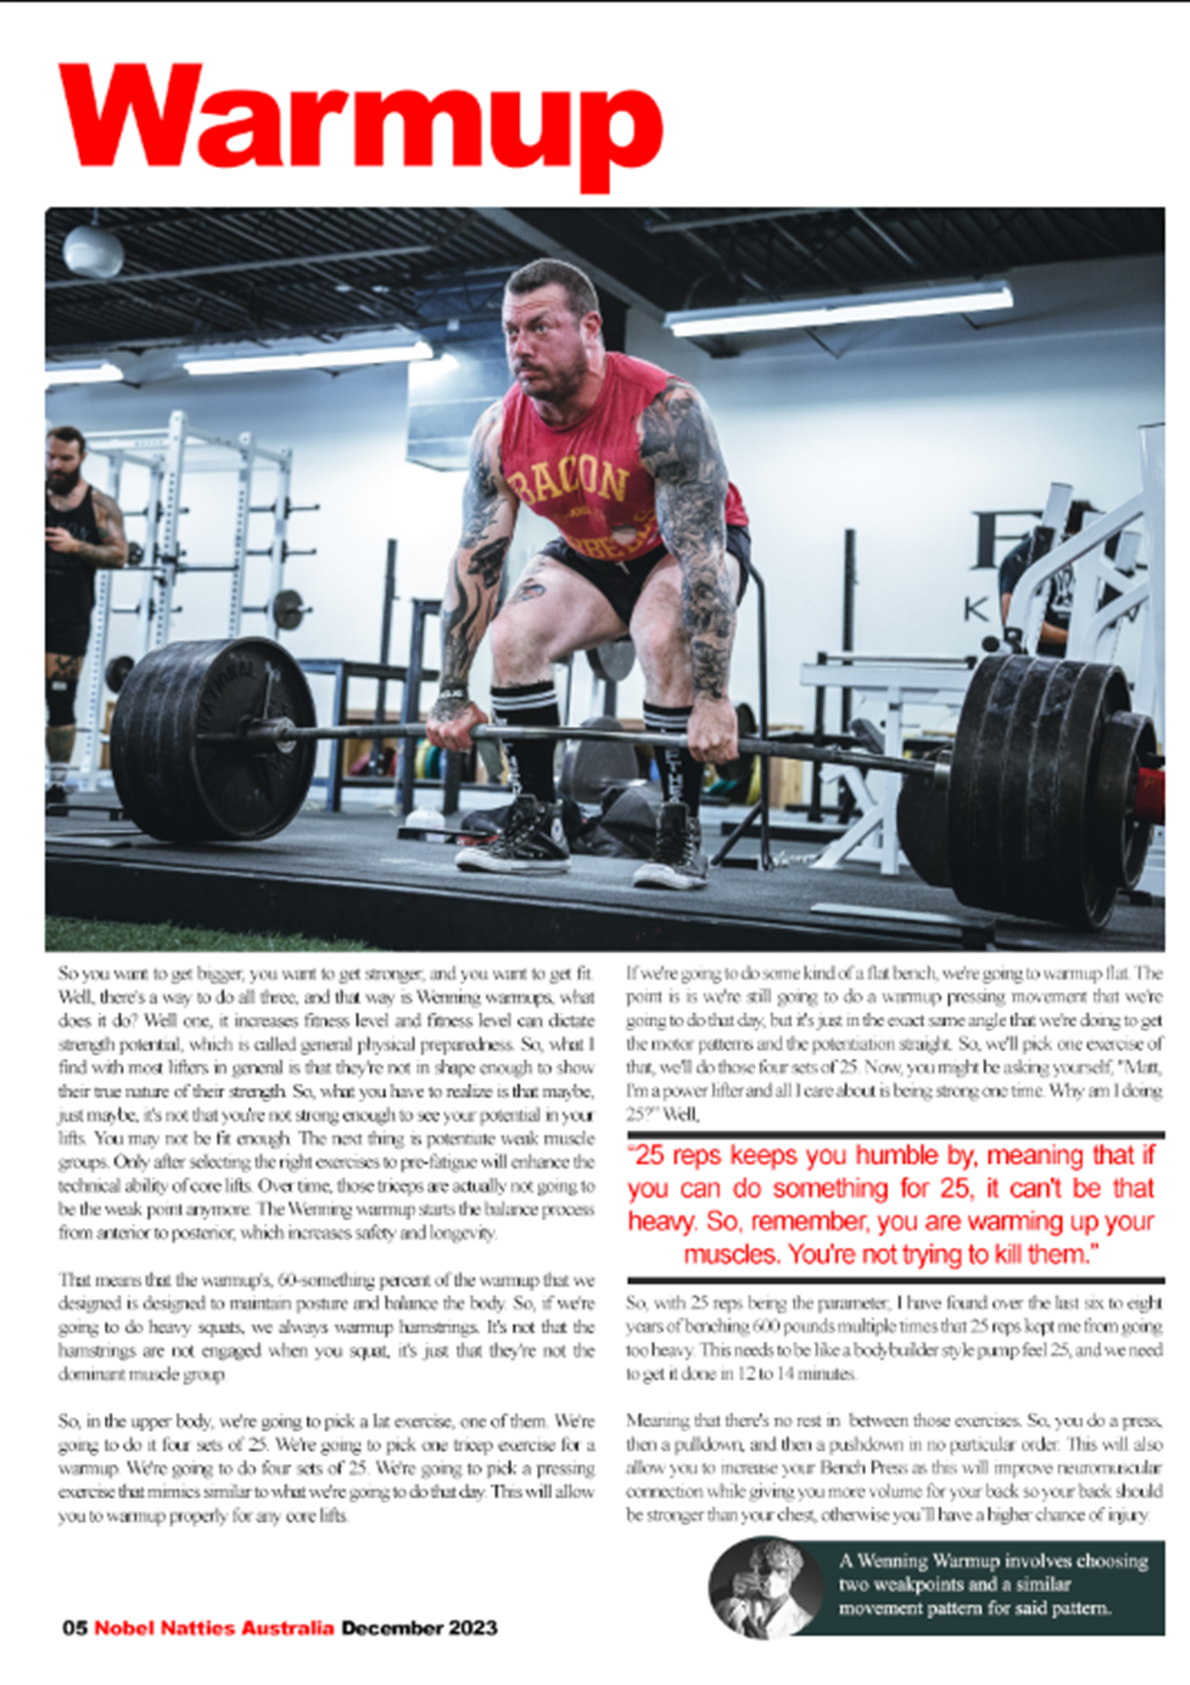 Warmup
BACON
F
K
So you want to get bigger, you want to get stronger, and you want to get fit.
Well, there's a way to do all three, and that way is Wenning warmups, what
does it do? Well one, it increases fitness level and fitness level can dictate
strength potential, which is called general physical preparedness. So, what I
find with most lifters in general is that they're not in shape enough to show
their true nature of their strength. So, what you have to realize is that maybe,
just maybe, it's not that you're not strong enough to see your potential in your
lifts. You may not be fit enough. The next thing is potentiate weak muscle
groups. Only after selecting the right exercises to pre-fatigue will enhance the
technical ability of core lifts. Over time, those triceps are actually not going to
be the weak point anymore. The Wenning warmup starts the balance process
from anterior to posterior, which increases safety and longevity.
That means that the warmup's, 60-something percent of the warmup that we
designed is designed to maintain posture and balance the body. So, if we're
going to do heavy squats, we always warmup hamstrings. It's not that the
hamstrings are not engaged when you squat, it's just that they're not the
dominant muscle group.
So, in the upper body, we're going to pick a lat exercise, one of them. We're
going to do it four sets of 25. We're going to pick one tricep exercise for a
warmup. We're going to do four sets of 25. We're going to pick a pressing
exercise that mimics similar to what we're going to do that day. This will allow
you to warmup properly for any core lifts.
If we're going to do some kind of a flat bench, we're going to warmup flat. The
point is is we're still going to do a warmup pressing movement that we're
going to do that day, but it's just in the exact same angle that we're doing to get
the motor patterns and the potentiation straight. So, we'll pick one exercise of
that, we'll do those four sets of 25. Now, you might be asking yourself, "Matt,
I'm a power lifter and all I care about is being strong one time. Why am I doing
25?" Well,
"25 reps keeps you humble by, meaning that if
you can do something for 25, it can't be that
heavy. So, remember, you are warming up your
muscles. You're not trying to kill them."
So, with 25 reps being the parameter, I have found over the last six to eight
years of benching 600 pounds multiple times that 25 reps kept me from going
too heavy. This needs to be like a bodybuilder style pump feel 25, and we need
to get it done in 12 to 14 minutes.
Meaning that there's no rest in between those exercises. So, you do a press,
then a pulldown, and then a pushdown in no particular order. This will also
allow you to increase your Bench Press as this will improve neuromuscular
connection while giving you more volume for your back so your back should
be stronger than your chest, otherwise you'll have a higher chance of injury.
A Wenning Warmup involves choosing
two weakpoints and a similar
movement pattern for said pattern.
05 Nobel Natties Australia December 2023